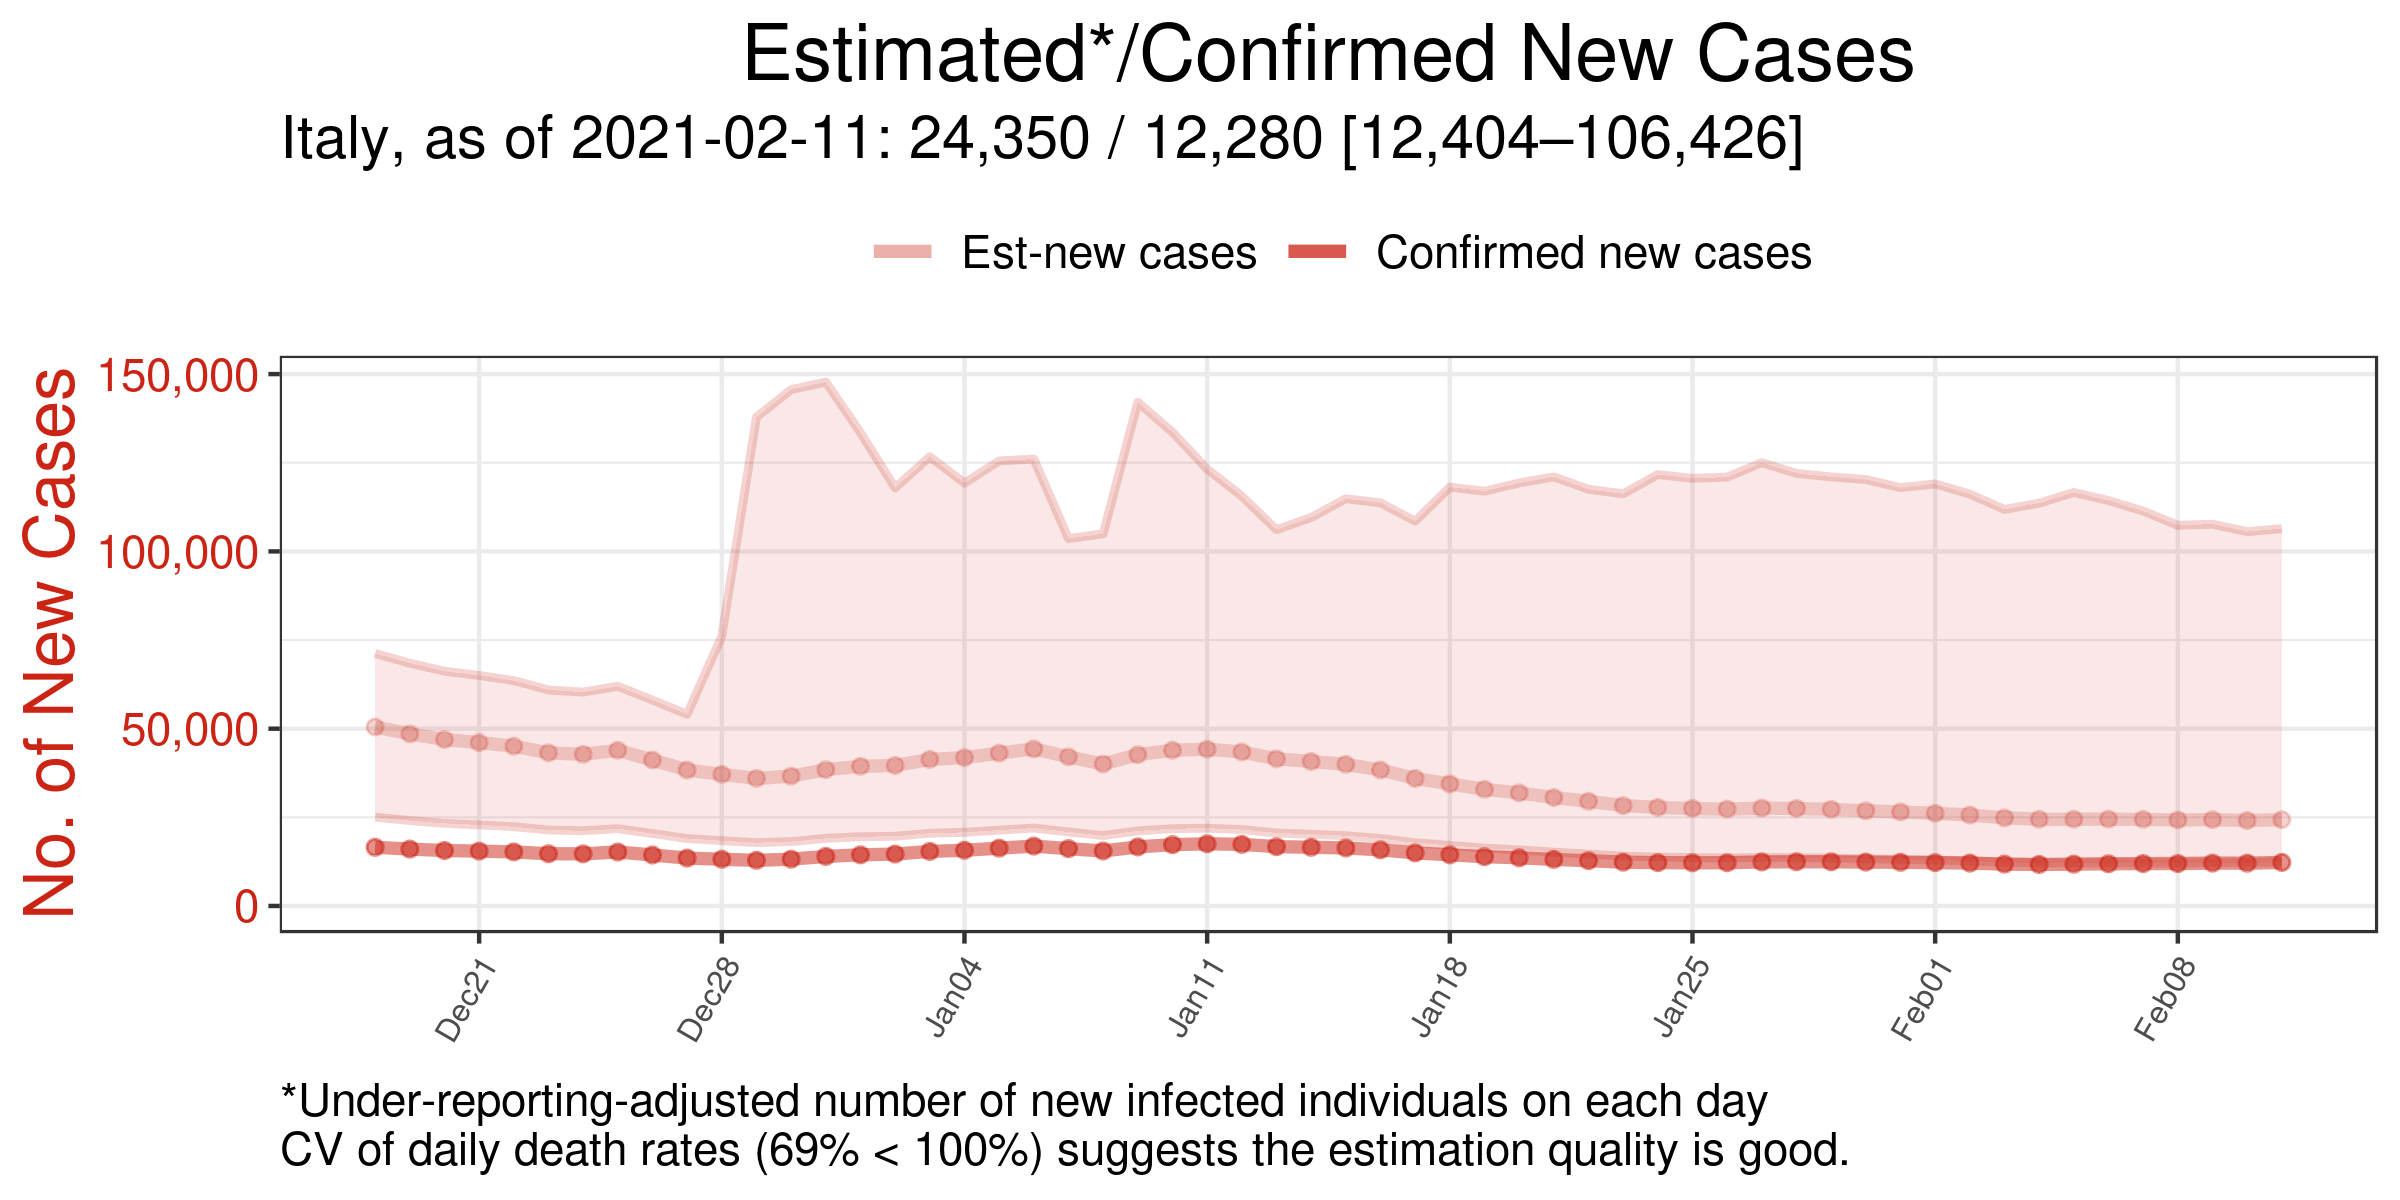 Estimated*/Confirmed New Cases
Italy, as of 2021-02-11: 24,350 / 12,280 [12,404–106,426]
Est-new cases Confirmed new cases
No. of New Cases
150,000
100,000
50,000
0
Dec21 Dec28 Jan04 Jan11 Jan18 Jan25 Feb01 Feb08
*Under-reporting-adjusted number of new infected individuals on each day
CV of daily death rates (69% < 100%) suggests the estimation quality is good.